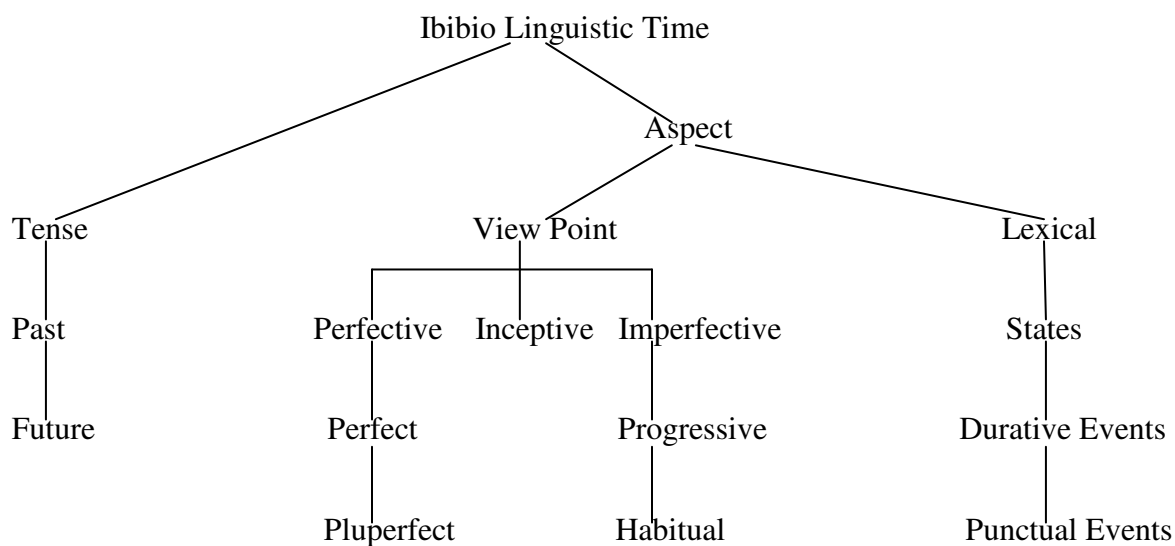 Ibibio Linguistic Time
Aspect
Tense View Point Lexical
Past Perfective Inceptive Imperfective States
Future Perfect Progressive Durative Events
Pluperfect Habitual Punctual Events